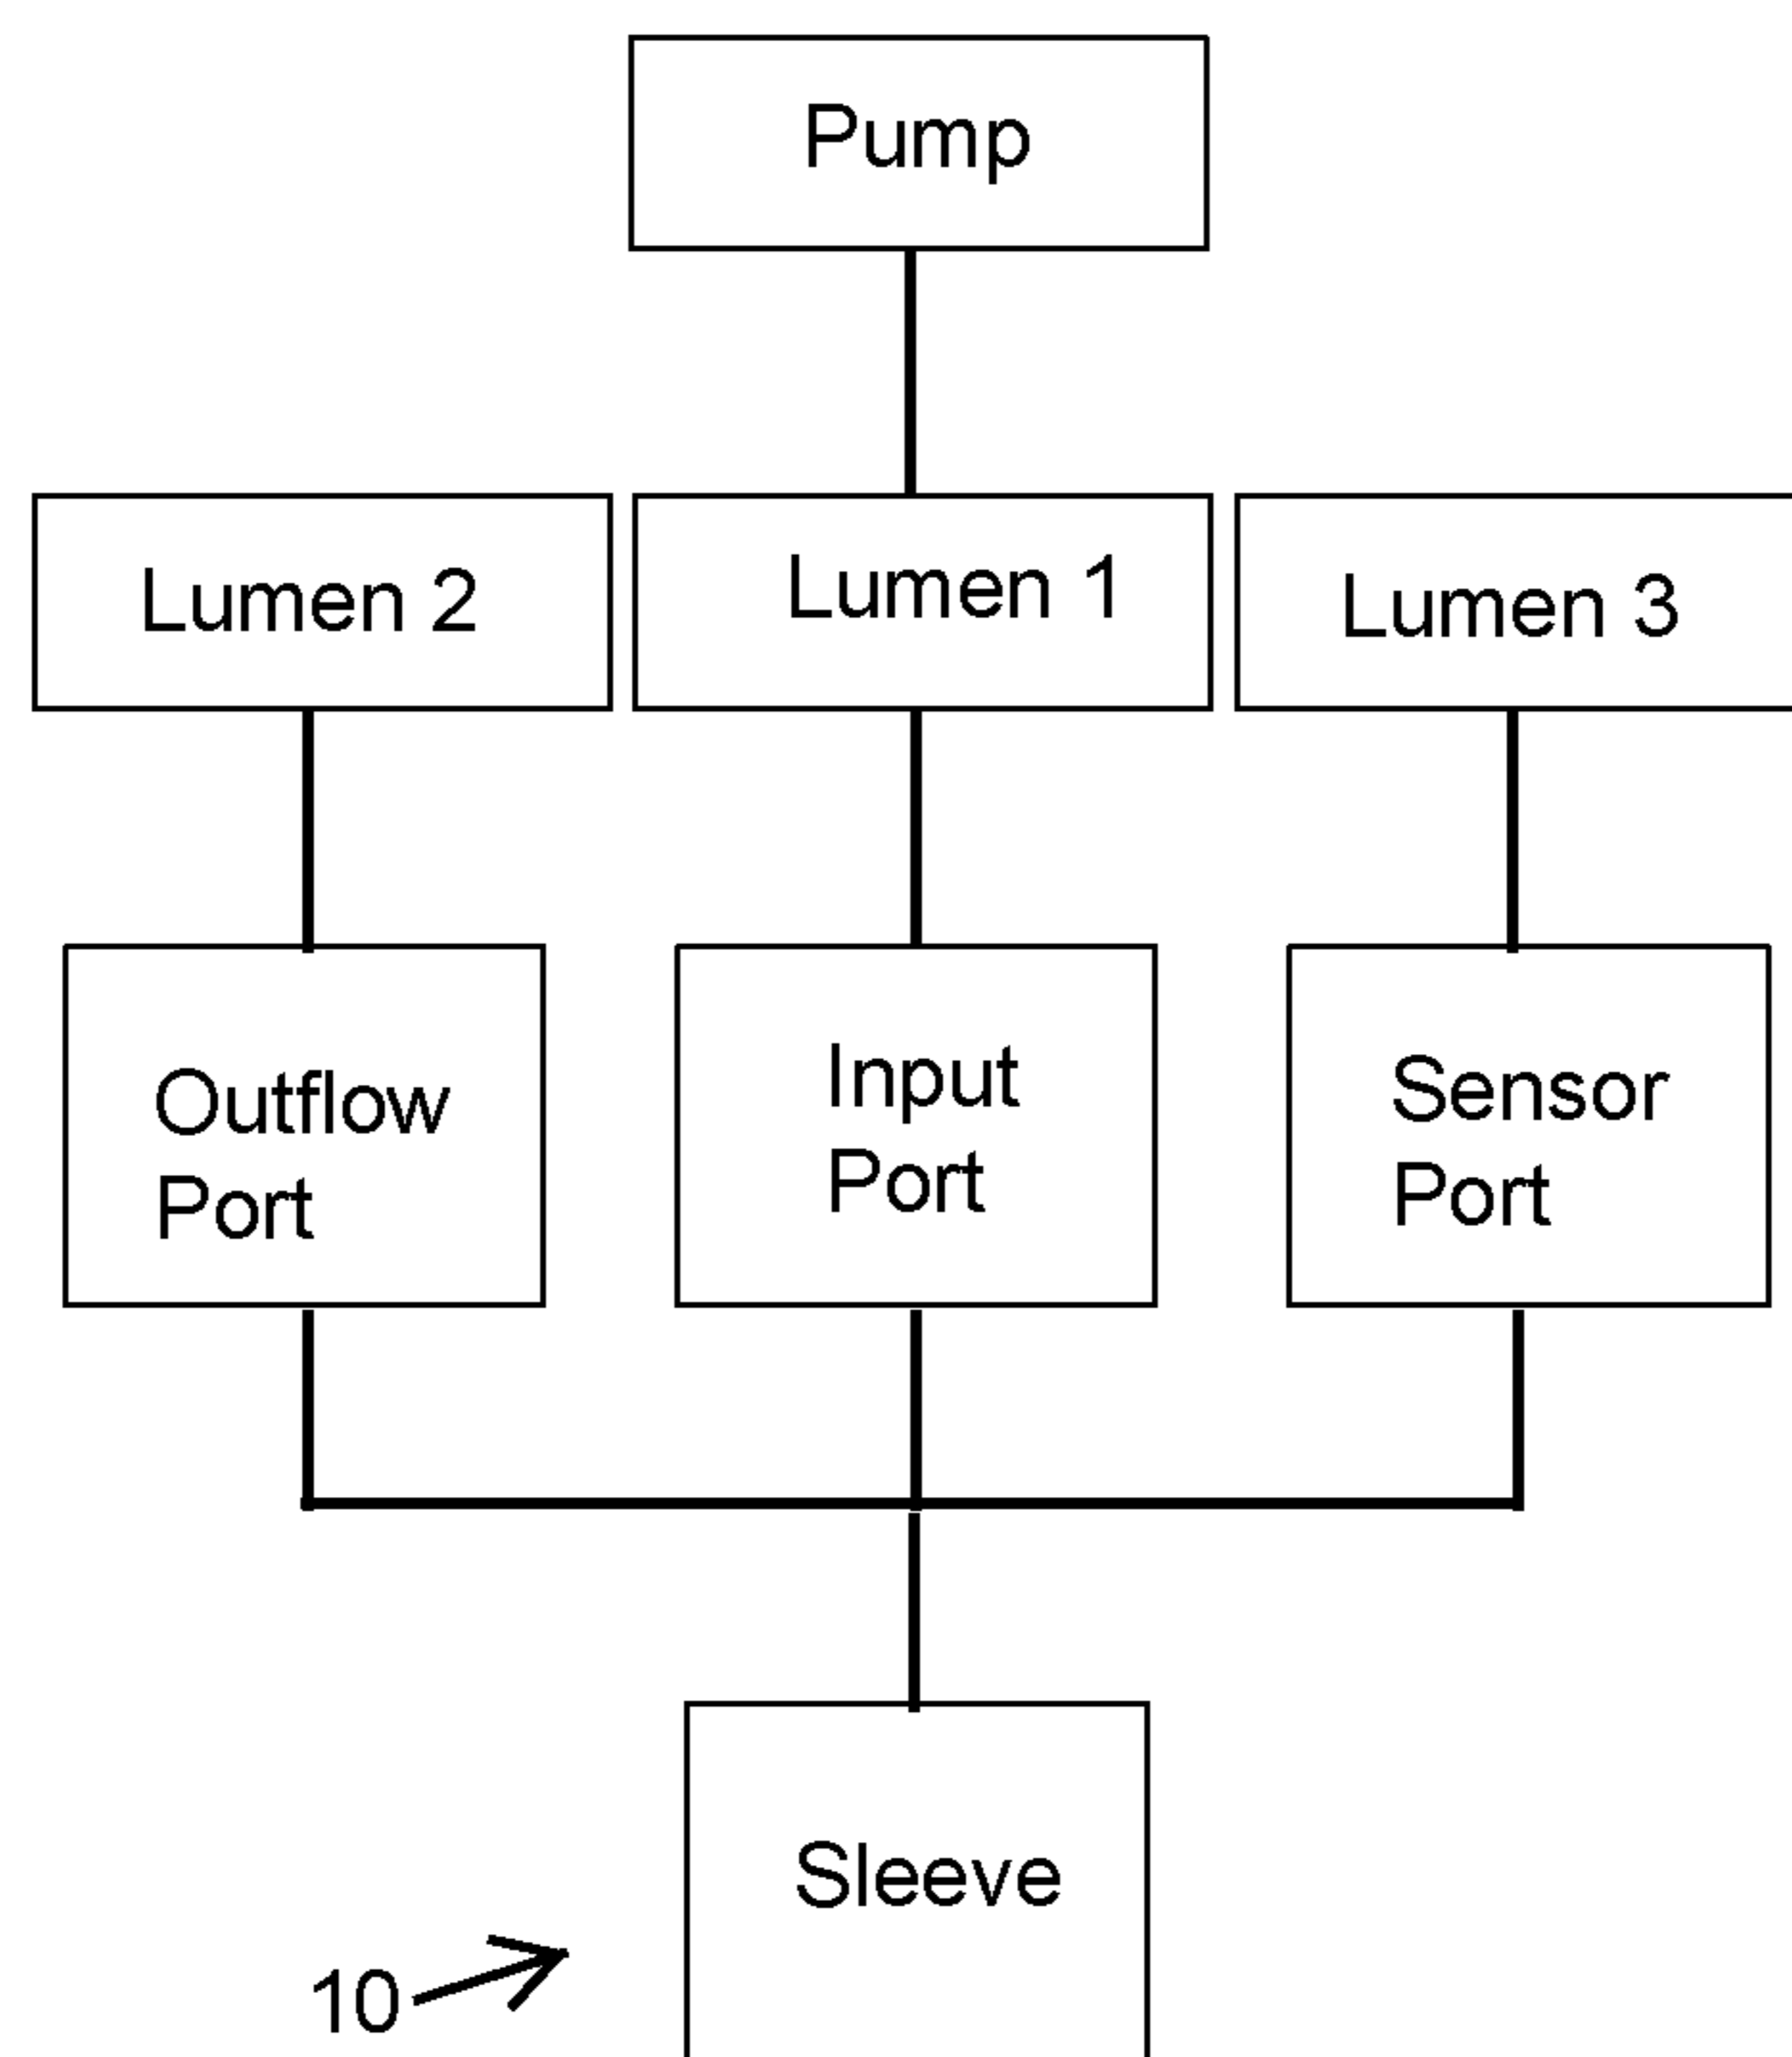 Pump
Lumen 2
Lumen 1
Lumen 3
Outflow
Port
Input
Port
Sensor
Port
Sleeve
10